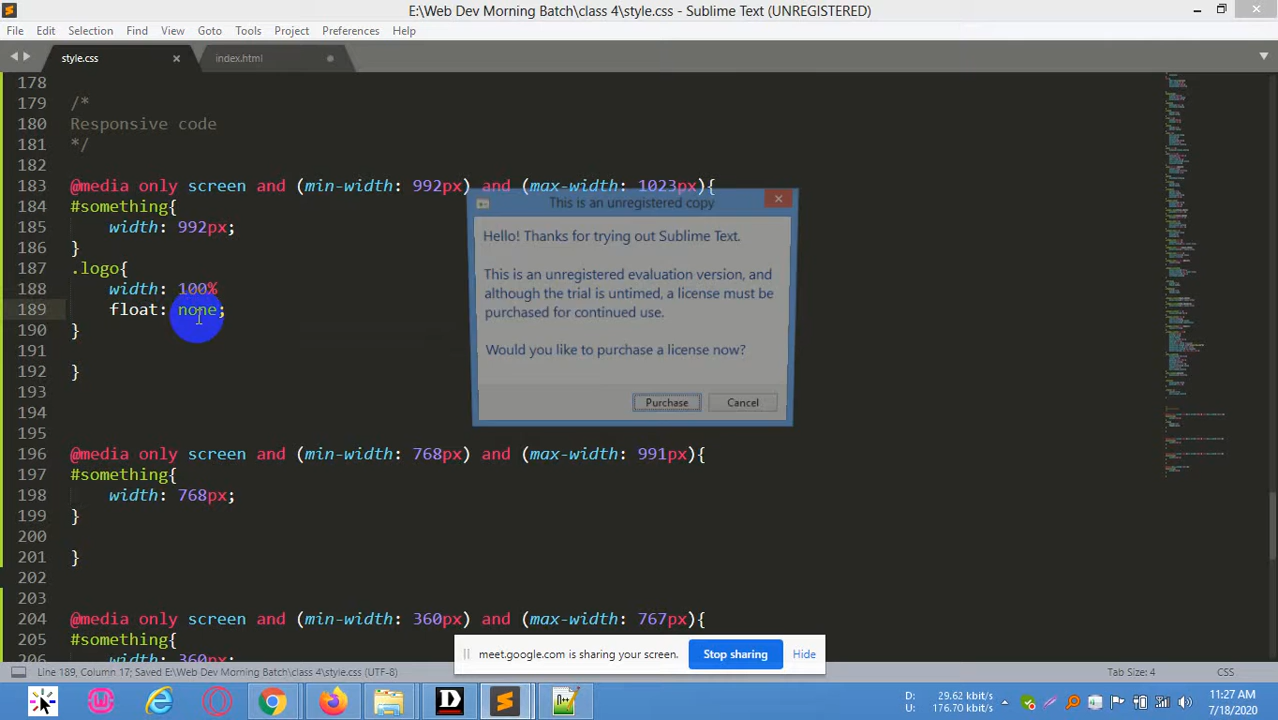 E:\Web Dev Morning Batch\class 4\style.css - Sublime Text (UNREGISTERED)
File Edit Selection Find View Goto Tools Project Preferences Help
style.css index.html
178
179 /*
180 Responsive code
181 */
182
183 @media only screen and (min-width: 992px) and (max-width: 1023px){
184 #something{
185 width: 992px;
186 }
187 .logo{
188 width: 100%
189 float: none;
190 }
191
192 }
193
194
195
196 @media only screen and (min-width: 768px) and (max-width: 991px){
197 #something{
198 width: 768px;
199 }
200
201 }
202
203
204 @media only screen and (min-width: 360px) and (max-width: 767px){
205 #something{
206 width: 360px;
This is an unregistered copy
Hello! Thanks for trying out Sublime Text.
This is an unregistered evaluation version, and
although the trial is untimed, a license must be
purchased for continued use.
Would you like to purchase a license now?
Purchase Cancel
meet.google.com is sharing your screen. Stop sharing Hide
Line 189, Column 17; Saved E:\Web Dev Morning Batch\class 4\style.css (UTF-8) Tab Size: 4 CSS
D: 29.62 kbit/s
U: 176.70 kbit/s
11:27 AM
7/18/2020